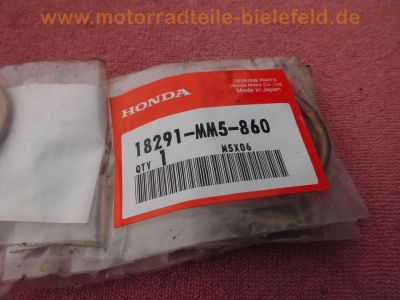 www.motorradteile-bielefeld.de
GENUINE PARTS
Honda Motor Co., Ltd.
Made in Japan
HONDA
18291-MM5-860
QTY 1 M5X06